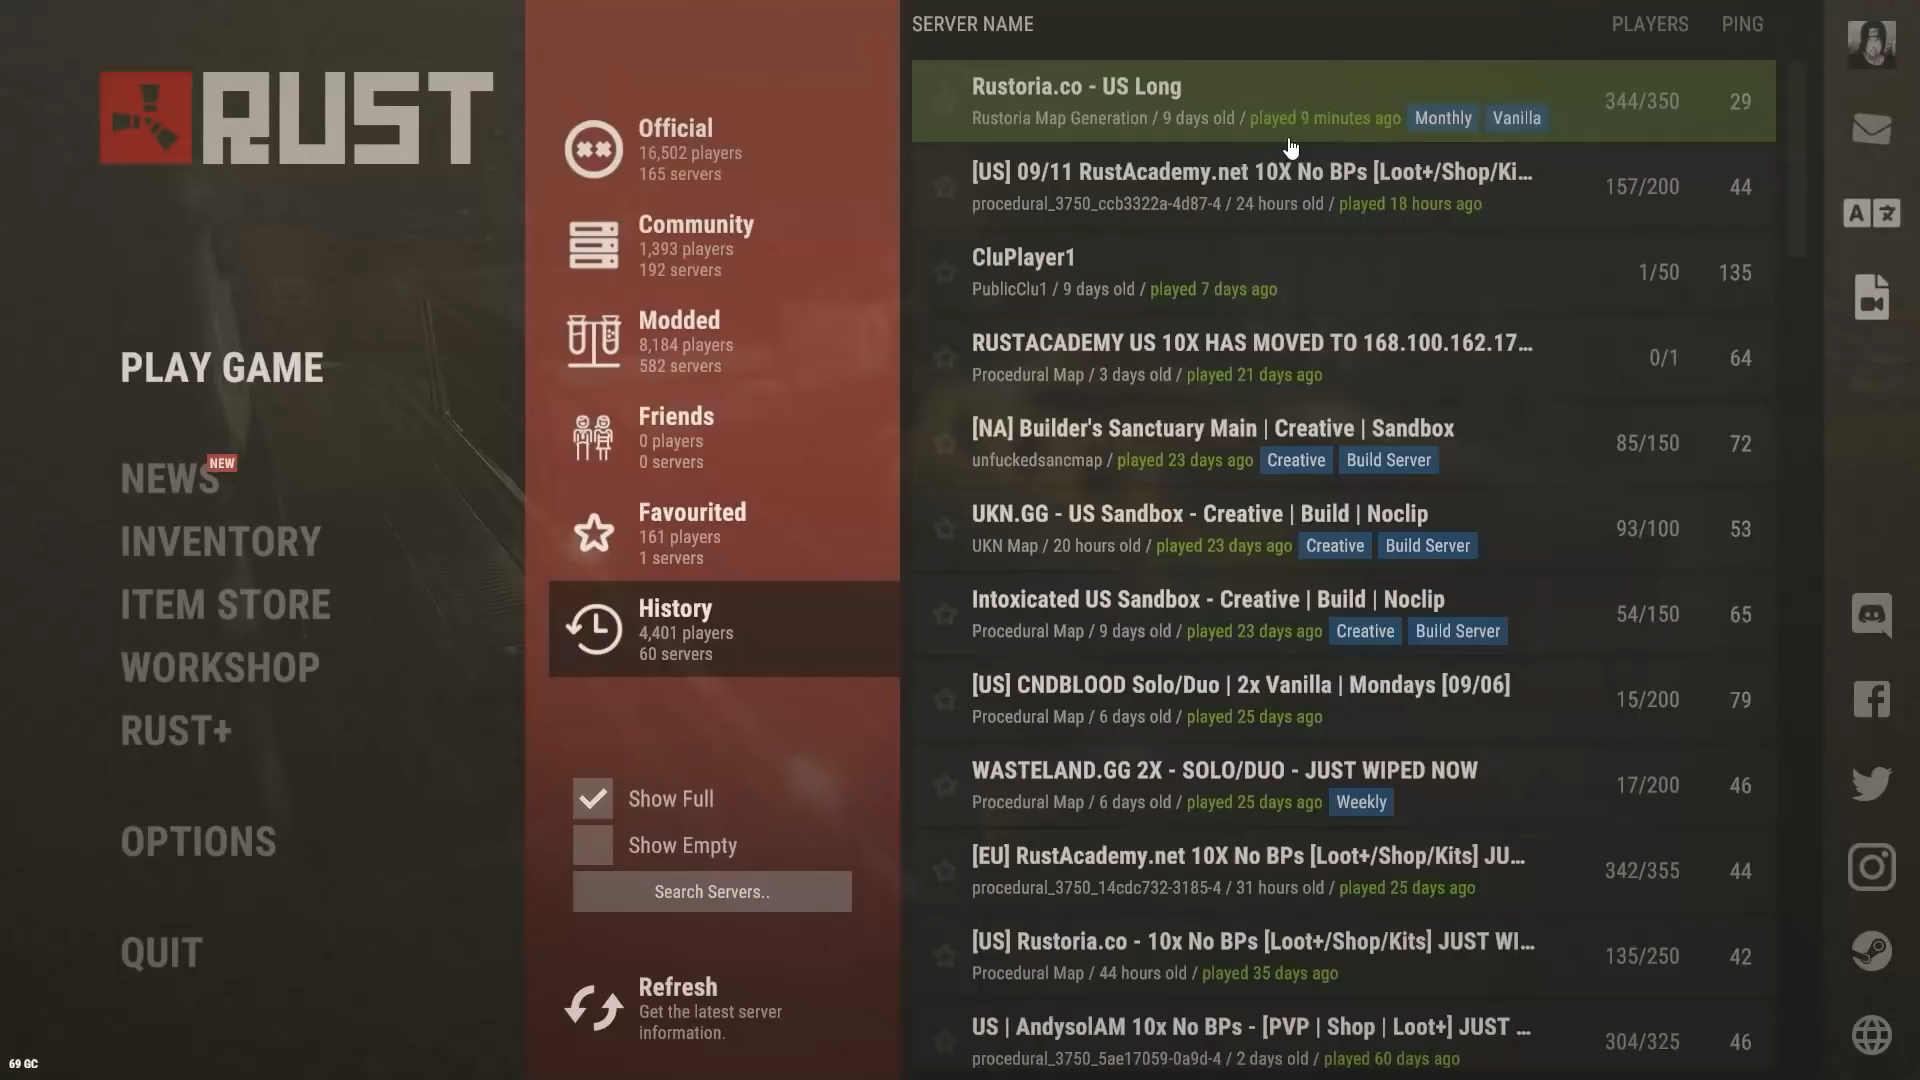 RUST
PLAY GAME
NEWS
NEW
INVENTORY
ITEM STORE
WORKSHOP
RUST+
OPTIONS
QUIT
69 GC
Official
16,502 players
165 servers
Community
1,393 players
192 servers
Modded
8,184 players
582 servers
Friends
0 players
0 servers
Favourited
161 players
1 servers
History
4,401 players
60 servers
Show Full
Show Empty
Search Servers..
Refresh
Get the latest server
information.
SERVER NAME PLAYERS PING
Rustoria.co - US Long 344/350 29
Rustoria Map Generation / 9 days old / played 9 minutes ago Monthly Vanilla
[US] 09/11 RustAcademy.net 10X No BPs [Loot+/Shop/Ki... 157/200 44
procedural_3750_ccb3322a-4d87-4 / 24 hours old / played 18 hours ago
CluPlayer1 1/50 135
PublicClu1 / 9 days old / played 7 days ago
RUSTACADEMY US 10X HAS MOVED TO 168.100.162.17... 0/1 64
Procedural Map / 3 days old / played 21 days ago
[NA] Builder's Sanctuary Main | Creative | Sandbox 85/150 72
unfuckedsancmap / played 23 days ago Creative Build Server
UKN.GG - US Sandbox - Creative | Build | Noclip 93/100 53
UKN Map / 20 hours old / played 23 days ago Creative Build Server
Intoxicated US Sandbox - Creative | Build | Noclip 54/150 65
Procedural Map / 9 days old / played 23 days ago Creative Build Server
[US] CNDBLOOD Solo/Duo | 2x Vanilla | Mondays [09/06] 15/200 79
Procedural Map / 6 days old / played 25 days ago
WASTELAND.GG 2X - SOLO/DUO - JUST WIPED NOW 17/200 46
Procedural Map / 6 days old / played 25 days ago Weekly
[EU] RustAcademy.net 10X No BPs [Loot+/Shop/Kits] JU... 342/355 44
procedural_3750_14cdc732-3185-4 / 31 hours old / played 25 days ago
[US] Rustoria.co - 10x No BPs [Loot+/Shop/Kits] JUST WI... 135/250 42
Procedural Map / 44 hours old / played 35 days ago
US | AndysolAM 10x No BPs - [PVP | Shop | Loot+] JUST ... 304/325 46
procedural_3750_5ae17059-0a9d-4 / 2 days old / played 60 days ago
A 文